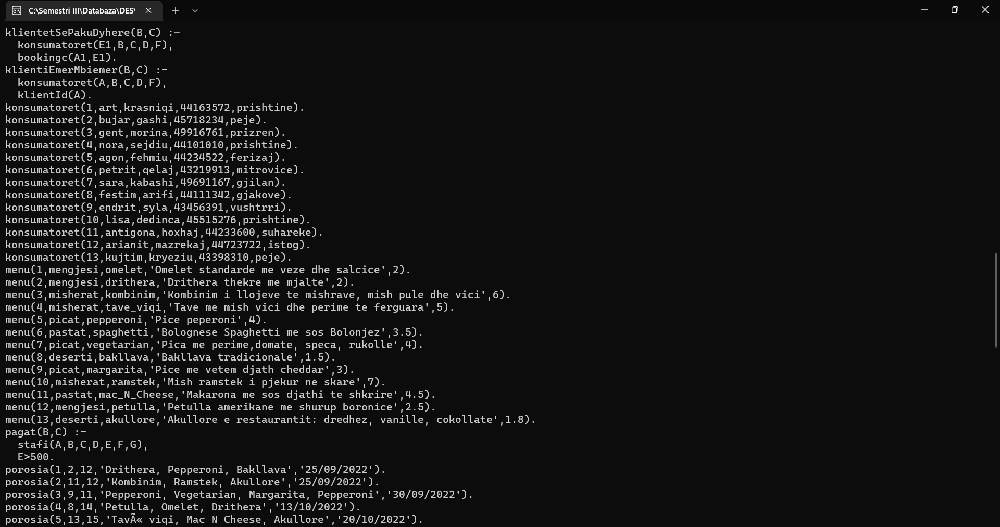 C:\Semestri III\Databaza\DES\
klientetSePakuDyhere(B,C) :-
  konsumatoret(E1,B,C,D,F),
  bookingc(A1,E1).
klientiEmerMbiemer(B,C) :-
  konsumatoret(A,B,C,D,F),
  klientId(A).
konsumatoret(1,art,krasniqi,44163572,prishtine).
konsumatoret(2,bujar,gashi,45718234,peje).
konsumatoret(3,gent,morina,49916761,prizren).
konsumatoret(4,nora,sejdiu,44101010,prishtine).
konsumatoret(5,agon,fehmiu,44234522,ferizaj).
konsumatoret(6,petrit,qelaj,43219913,mitrovice).
konsumatoret(7,sara,kabashi,49691167,gjilan).
konsumatoret(8,festim,arifi,44111342,gjakove).
konsumatoret(9,endrit,syla,43456391,vushtrri).
konsumatoret(10,lisa,dedinca,45515276,prishtine).
konsumatoret(11,antigona,hoxhaj,44233600,suhareke).
konsumatoret(12,arianit,mazrekaj,44723722,istog).
konsumatoret(13,kujtim,kryeziu,43398310,peje).
menu(1,mengjesi,omelet,'Omelet standarde me veze dhe salcice',2).
menu(2,mengjesi,drithera,'Drithera thekre me mjalte',2).
menu(3,misherat,kombinim,'Kombinim i llojeve te mishrave, mish pule dhe vici',6).
menu(4,misherat,tave_viqi,'Tave me mish vici dhe perime te ferguara',5).
menu(5,picat,pepperoni,'Pice peperoni',4).
menu(6,pastat,spaghetti,'Bolognese Spaghetti me sos Bolonjez',3.5).
menu(7,picat,vegetarian,'Pica me perime,domate, speca, rukolle',4).
menu(8,deserti,bakllava,'Bakllava tradicionale',1.5).
menu(9,picat,margarita,'Pice me vetem djath cheddar',3).
menu(10,misherat,ramstek,'Mish ramstek i pjekur ne skare',7).
menu(11,pastat,mac_N_Cheese,'Makarona me sos djathi te shkrire',4.5).
menu(12,mengjesi,petulla,'Petulla amerikane me shurup boronice',2.5).
menu(13,deserti,akullore,'Akullore e restaurantit: dredhez, vanille, cokollate',1.8).
pagat(B,C) :-
  stafi(A,B,C,D,E,F,G),
  E>500.
porosia(1,2,12,'Drithera, Pepperoni, Bakllava','25/09/2022').
porosia(2,11,12,'Kombinim, Ramstek, Akullore','25/09/2022').
porosia(3,9,11,'Pepperoni, Vegetarian, Margarita, Pepperoni','30/09/2022').
porosia(4,8,14,'Petulla, Omelet, Drithera','13/10/2022').
porosia(5,13,15,'TavÃ« viqi, Mac N Cheese, Akullore','20/10/2022').